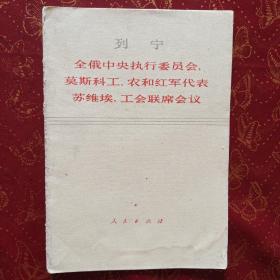 列宁
全俄中央执行委员会,
莫斯科工、农和红军代表
苏维埃、工会联席会议
人民出版社